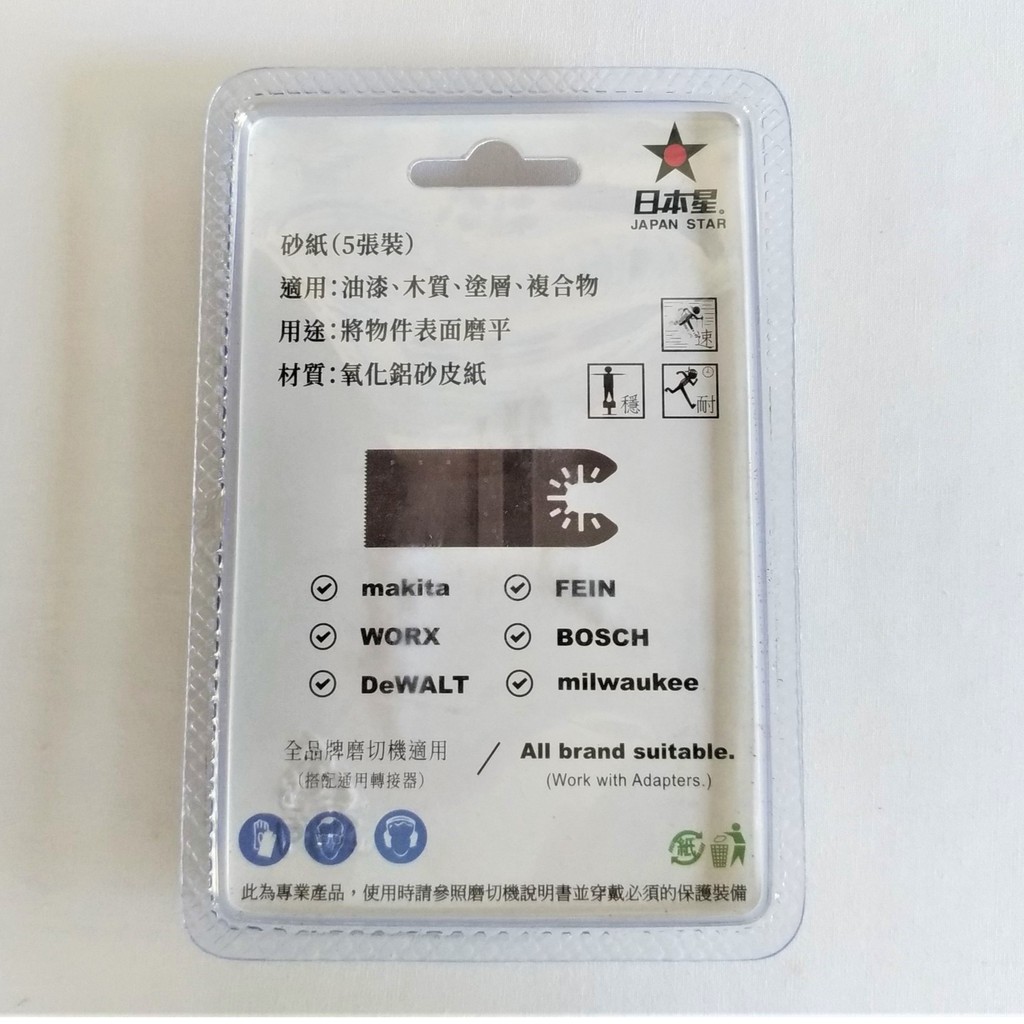 日本星®
JAPAN STAR
砂紙(5張裝)
適用:油漆、木質、塗層、複合物
用途:將物件表面磨平
材質:氧化鋁砂皮紙
速
穩
耐
makita
FEIN
WORX
BOSCH
DeWALT
milwaukee
全品牌磨切機適用 / All brand suitable.
(搭配通用轉接器) (Work with Adapters.)
紙
此為專業產品,使用時請參照磨切機說明書並穿戴必須的保護裝備